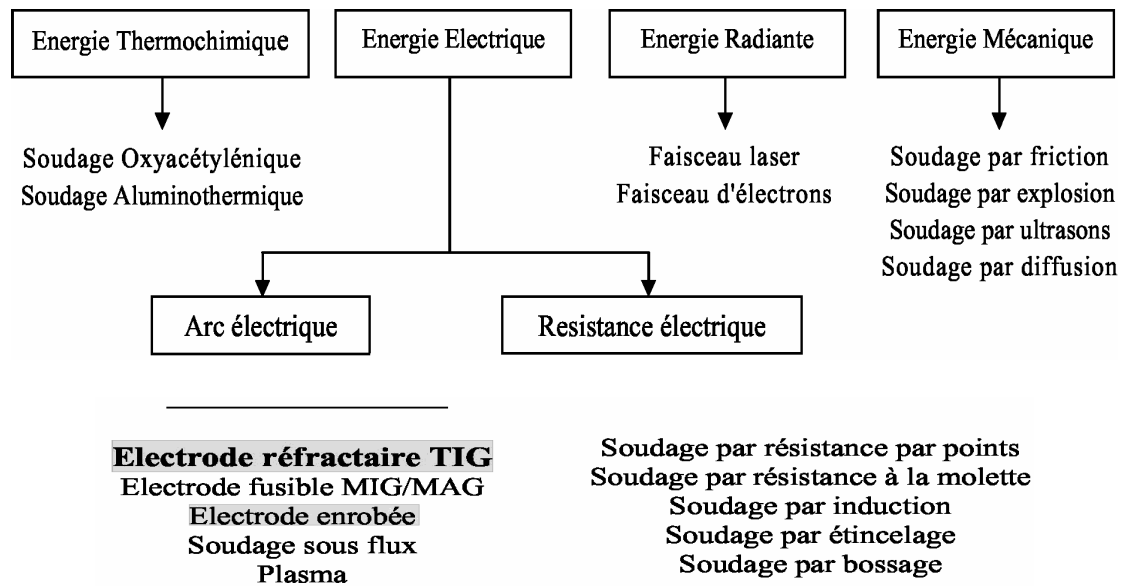 Energie Thermochimique
Energie Electrique
Energie Radiante
Energie Mécanique
Soudage Oxyacétylénique
Soudage Aluminothermique
Faisceau laser
Faisceau d'électrons
Soudage par friction
Soudage par explosion
Soudage par ultrasons
Soudage par diffusion
Arc électrique
Resistance électrique
Electrode réfractaire TIG
Electrode fusible MIG/MAG
Electrode enrobée
Soudage sous flux
Plasma
Soudage par résistance par points
Soudage par résistance à la molette
Soudage par induction
Soudage par étincelage
Soudage par bossage